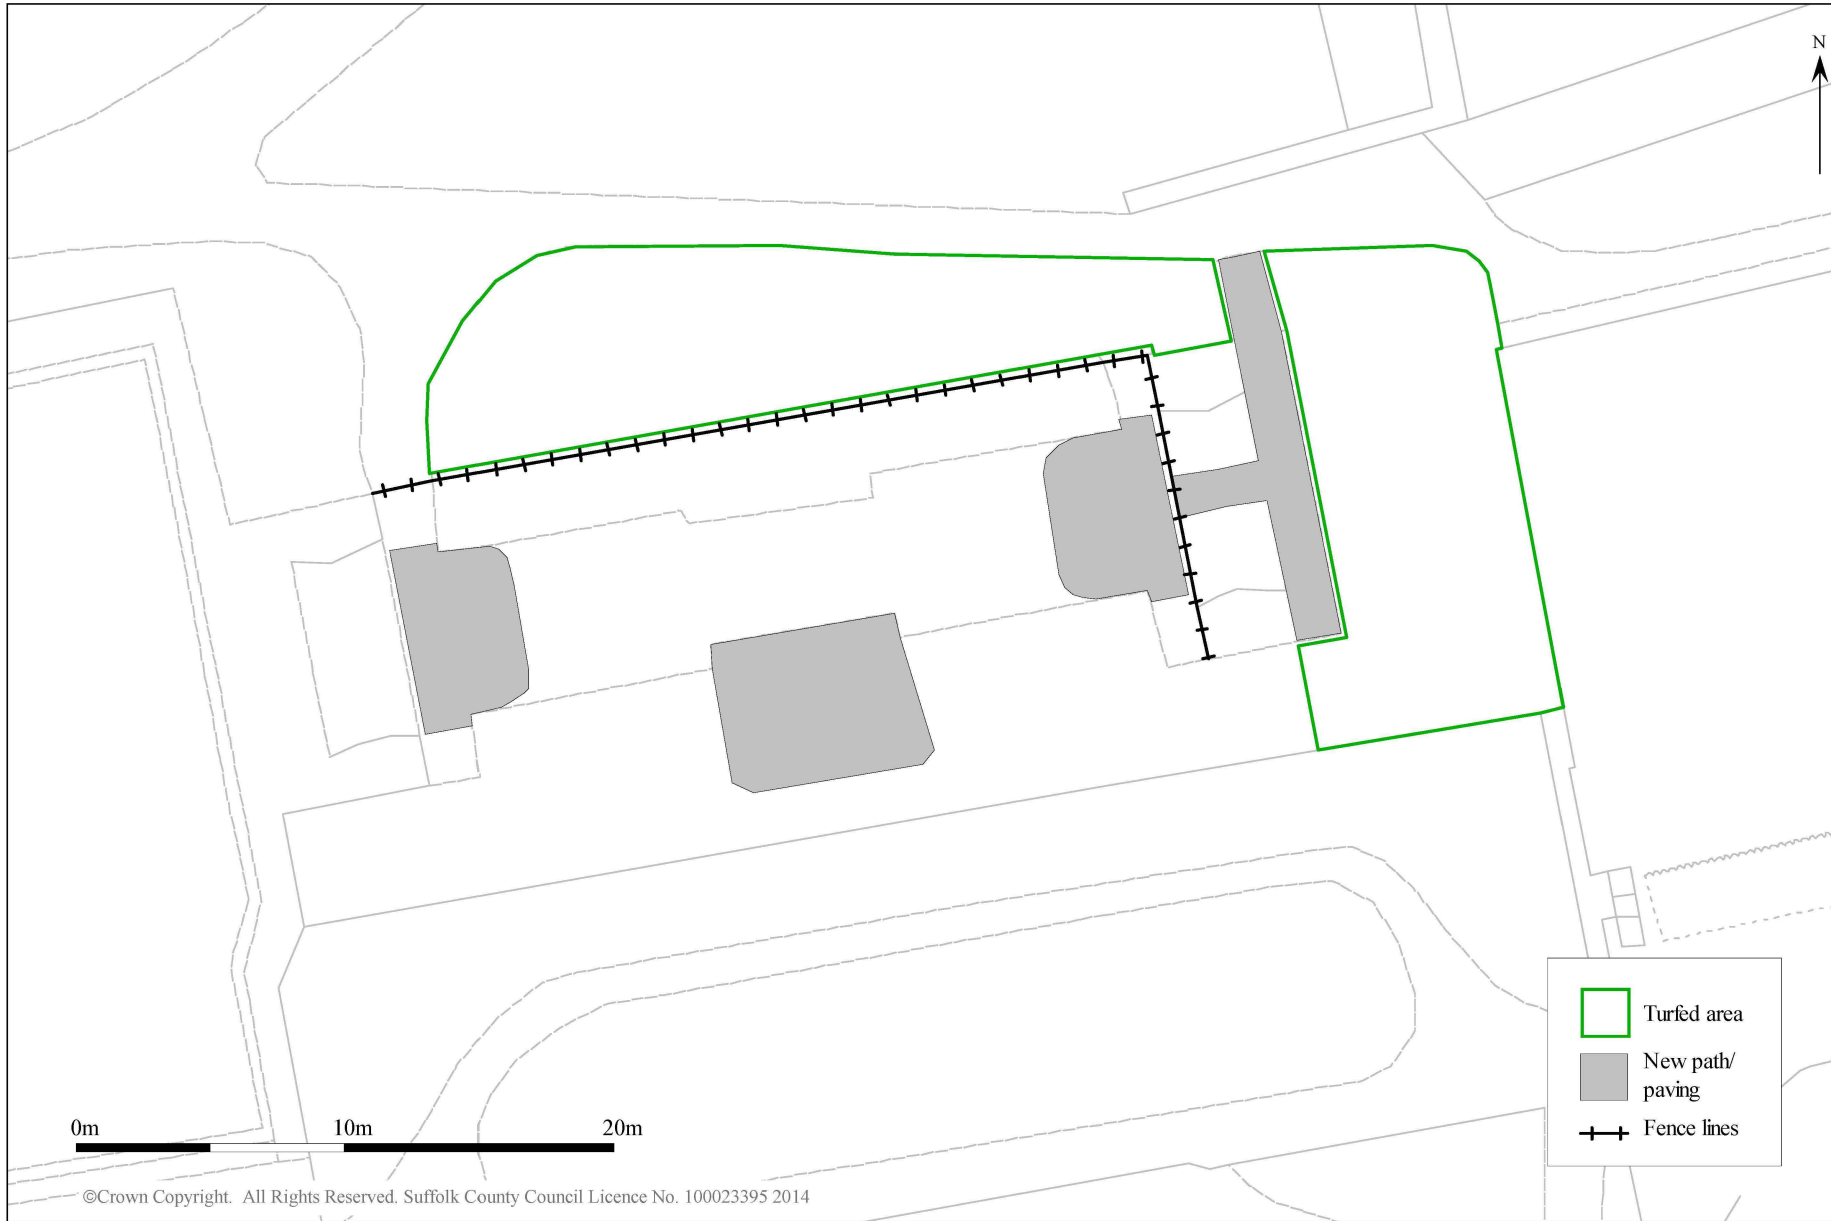 N
Turfed area
New path/
paving
Fence lines
0m 10m 20m
©Crown Copyright. All Rights Reserved. Suffolk County Council Licence No. 100023395 2014